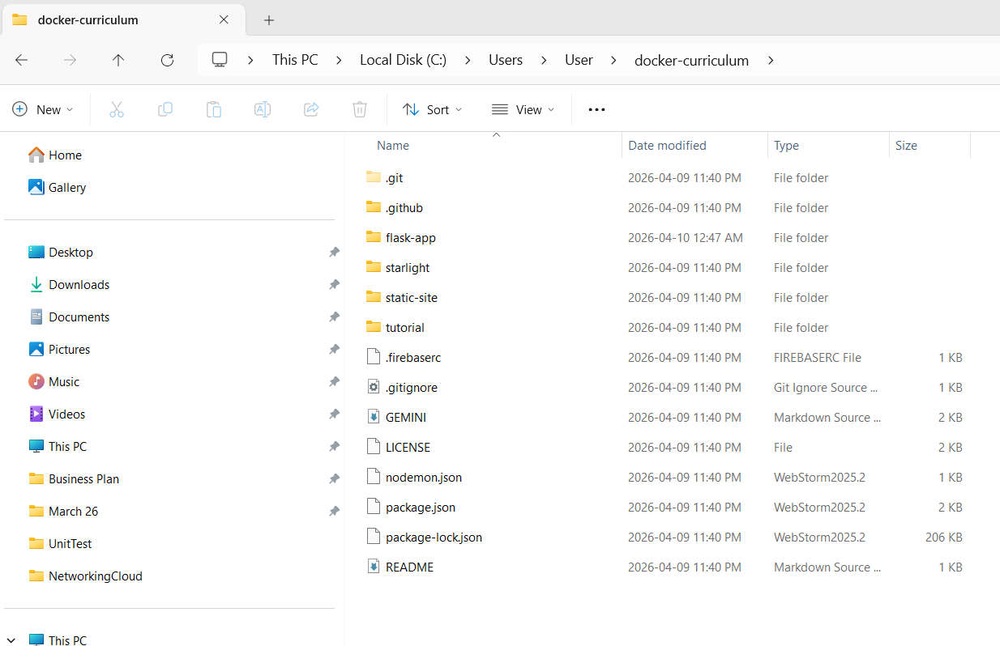 docker-curriculum
This PC > Local Disk (C:) > Users > User > docker-curriculum >
New Sort View
Name Date modified Type Size
Home
Gallery
Desktop
Downloads
Documents
Pictures
Music
Videos
This PC
Business Plan
March 26
UnitTest
NetworkingCloud
This PC
.git 2026-04-09 11:40 PM File folder
.github 2026-04-09 11:40 PM File folder
flask-app 2026-04-10 12:47 AM File folder
starlight 2026-04-09 11:40 PM File folder
static-site 2026-04-09 11:40 PM File folder
tutorial 2026-04-09 11:40 PM File folder
.firebaserc 2026-04-09 11:40 PM FIREBASERC File 1 KB
.gitignore 2026-04-09 11:40 PM Git Ignore Source ... 1 KB
GEMINI 2026-04-09 11:40 PM Markdown Source ... 2 KB
LICENSE 2026-04-09 11:40 PM File 2 KB
nodemon.json 2026-04-09 11:40 PM WebStorm2025.2 1 KB
package.json 2026-04-09 11:40 PM WebStorm2025.2 2 KB
package-lock.json 2026-04-09 11:40 PM WebStorm2025.2 206 KB
README 2026-04-09 11:40 PM Markdown Source ... 1 KB